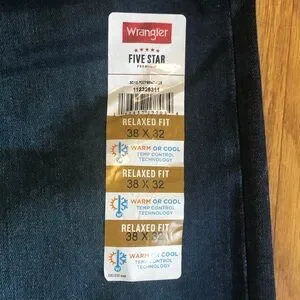 Wrangler
FIVE STAR
PREMIUM
112328311
RELAXED FIT
38 X 32
WARM OR COOL
TEMP CONTROL
TECHNOLOGY
RELAXED FIT
38 X 32
WARM OR COOL
TEMP CONTROL
TECHNOLOGY
RELAXED FIT
38 X 32
WARM OR COOL
TEMP CONTROL
TECHNOLOGY